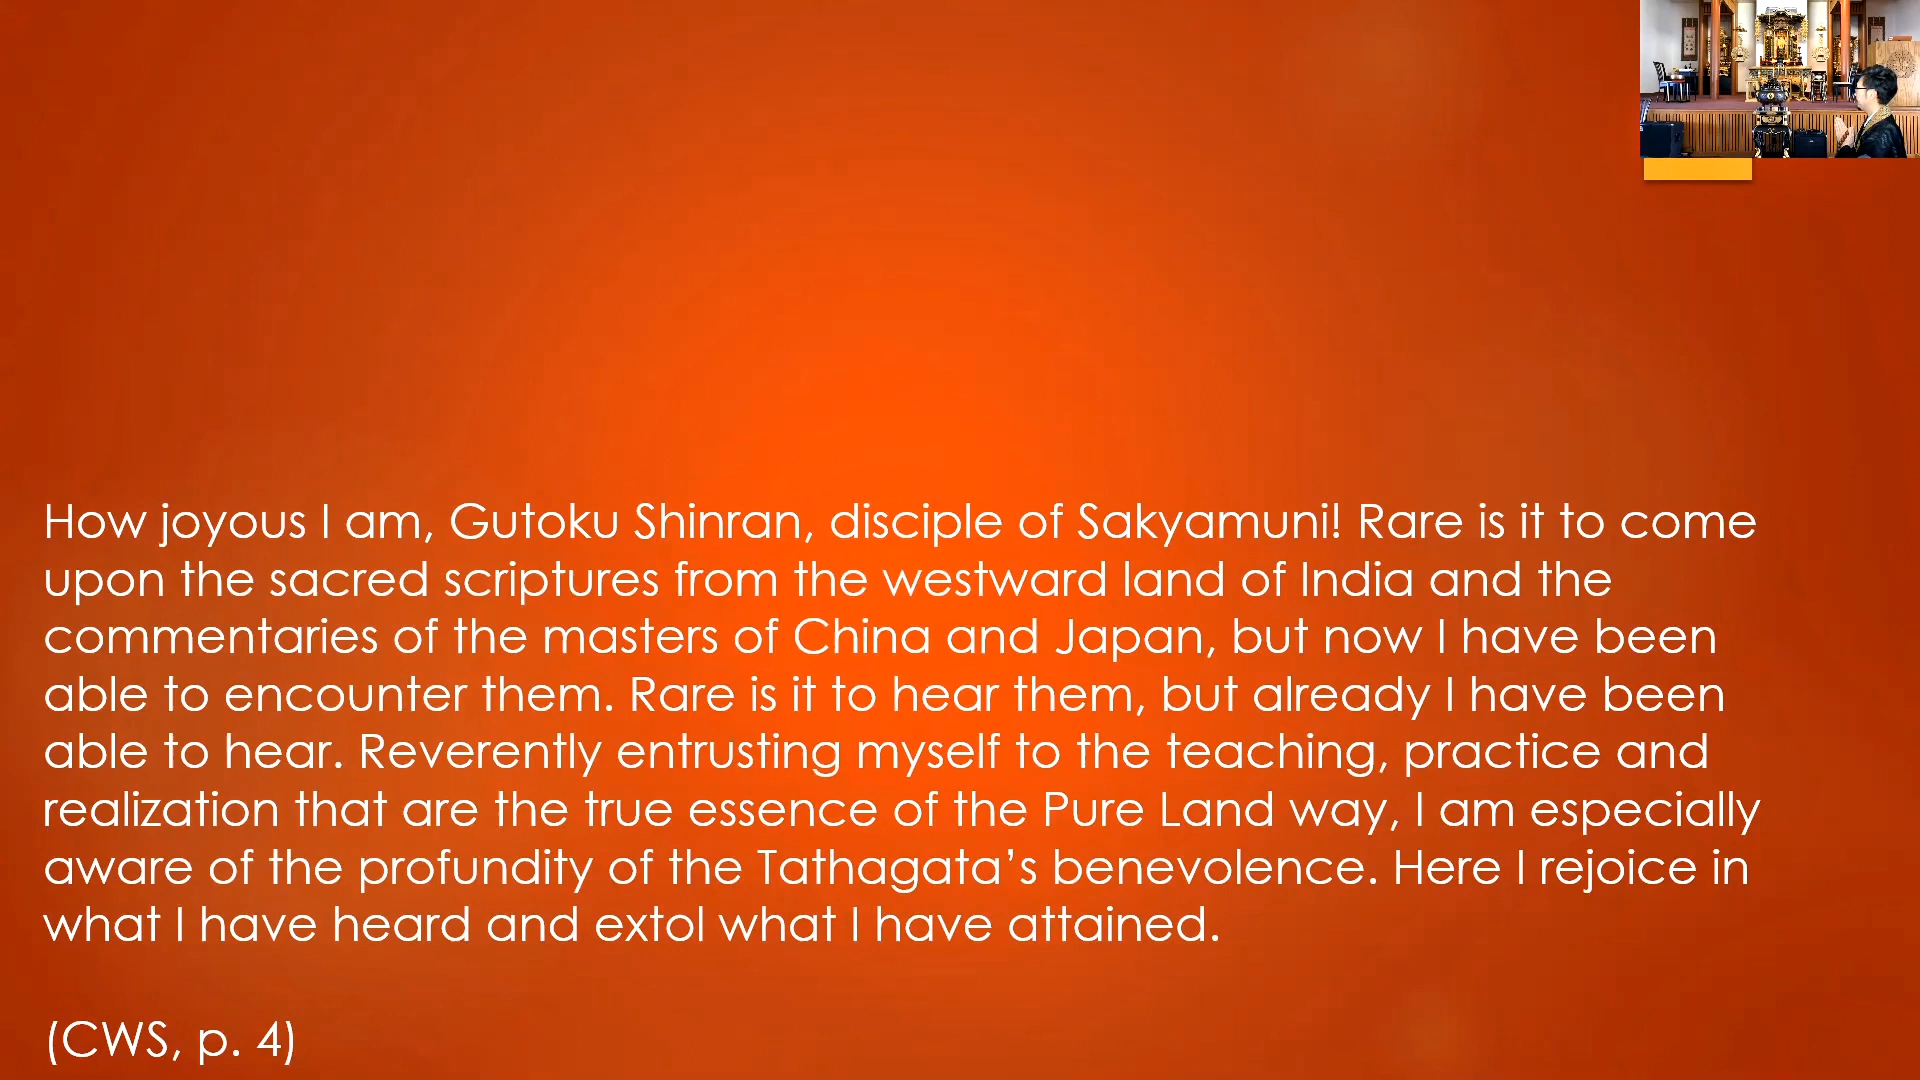 How joyous I am, Gutoku Shinran, disciple of Sakyamuni! Rare is it to come
upon the sacred scriptures from the westward land of India and the
commentaries of the masters of China and Japan, but now I have been
able to encounter them. Rare is it to hear them, but already I have been
able to hear. Reverently entrusting myself to the teaching, practice and
realization that are the true essence of the Pure Land way, I am especially
aware of the profundity of the Tathagata’s benevolence. Here I rejoice in
what I have heard and extol what I have attained.
(CWS, p. 4)